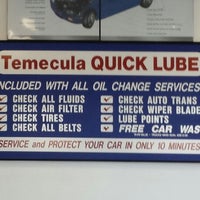 Temecula QUICK LUBE
INCLUDED WITH ALL OIL CHANGE SERVICES
CHECK ALL FLUIDS
CHECK AIR FILTER
CHECK TIRES
CHECK ALL BELTS
CHECK AUTO TRANS
CHECK WIPER BLADE
LUBE POINTS
FREE CAR WAS
SERVICE and PROTECT YOUR CAR IN ONLY 10 MINUTES